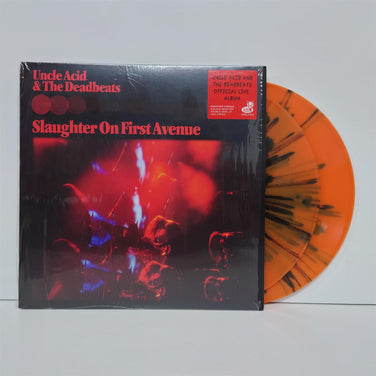 Uncle Acid
& The Deadbeats
UNCLE ACID AND
THE DEADBEATS
OFFICIAL LIVE
ALBUM
Slaughter On First Avenue